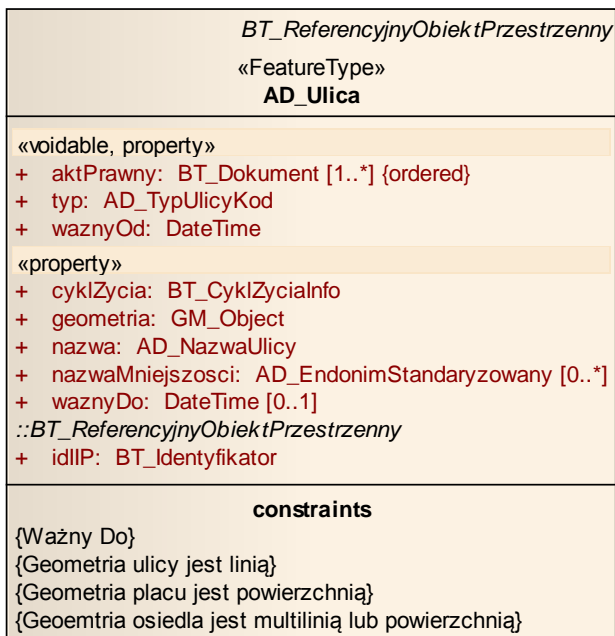 BT_ReferencyjnyObiektPrzestrzenny
«FeatureType»
AD_Ulica
«voidable, property»
+ aktPrawny: BT_Dokument [1..*] {ordered}
+ typ: AD_TypUlicyKod
+ waznyOd: DateTime
«property»
+ cyklZycia: BT_CyklZyciaInfo
+ geometria: GM_Object
+ nazwa: AD_NazwaUlicy
+ nazwaMniejszosci: AD_EndonimStandaryzowany [0..*]
+ waznyDo: DateTime [0..1]
::BT_ReferencyjnyObiektPrzestrzenny
+ idIIP: BT_Identyfikator
constraints
{Ważny Do}
{Geometria ulicy jest linią}
{Geometria placu jest powierzchnią}
{Geoemtria osiedla jest multilinią lub powierzchnią}